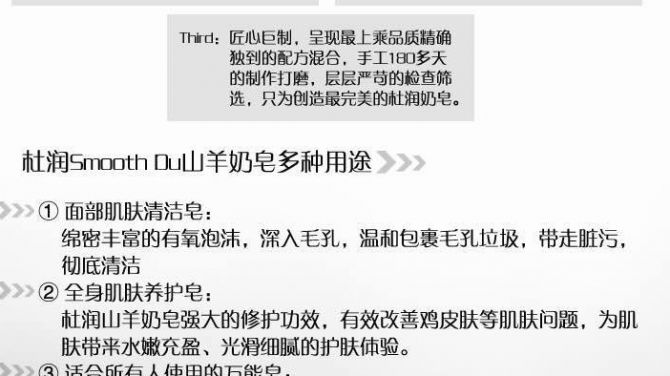 Third：匠心巨制，呈现最上乘品质精确
独到的配方混合，手工180多天
的制作打磨，层层严苛的检查筛
选，只为创造最完美的杜润奶皂。
杜润Smooth Du山羊奶皂多种用途
① 面部肌肤清洁皂：
绵密丰富的有氧泡沫，深入毛孔，温和包裹毛孔垃圾，带走脏污，
彻底清洁
② 全身肌肤养护皂：
杜润山羊奶皂强大的修护功效，有效改善鸡皮肤等肌肤问题，为肌
肤带来水嫩充盈、光滑细腻的护肤体验。
③ 适合所有人使用的万能皂：